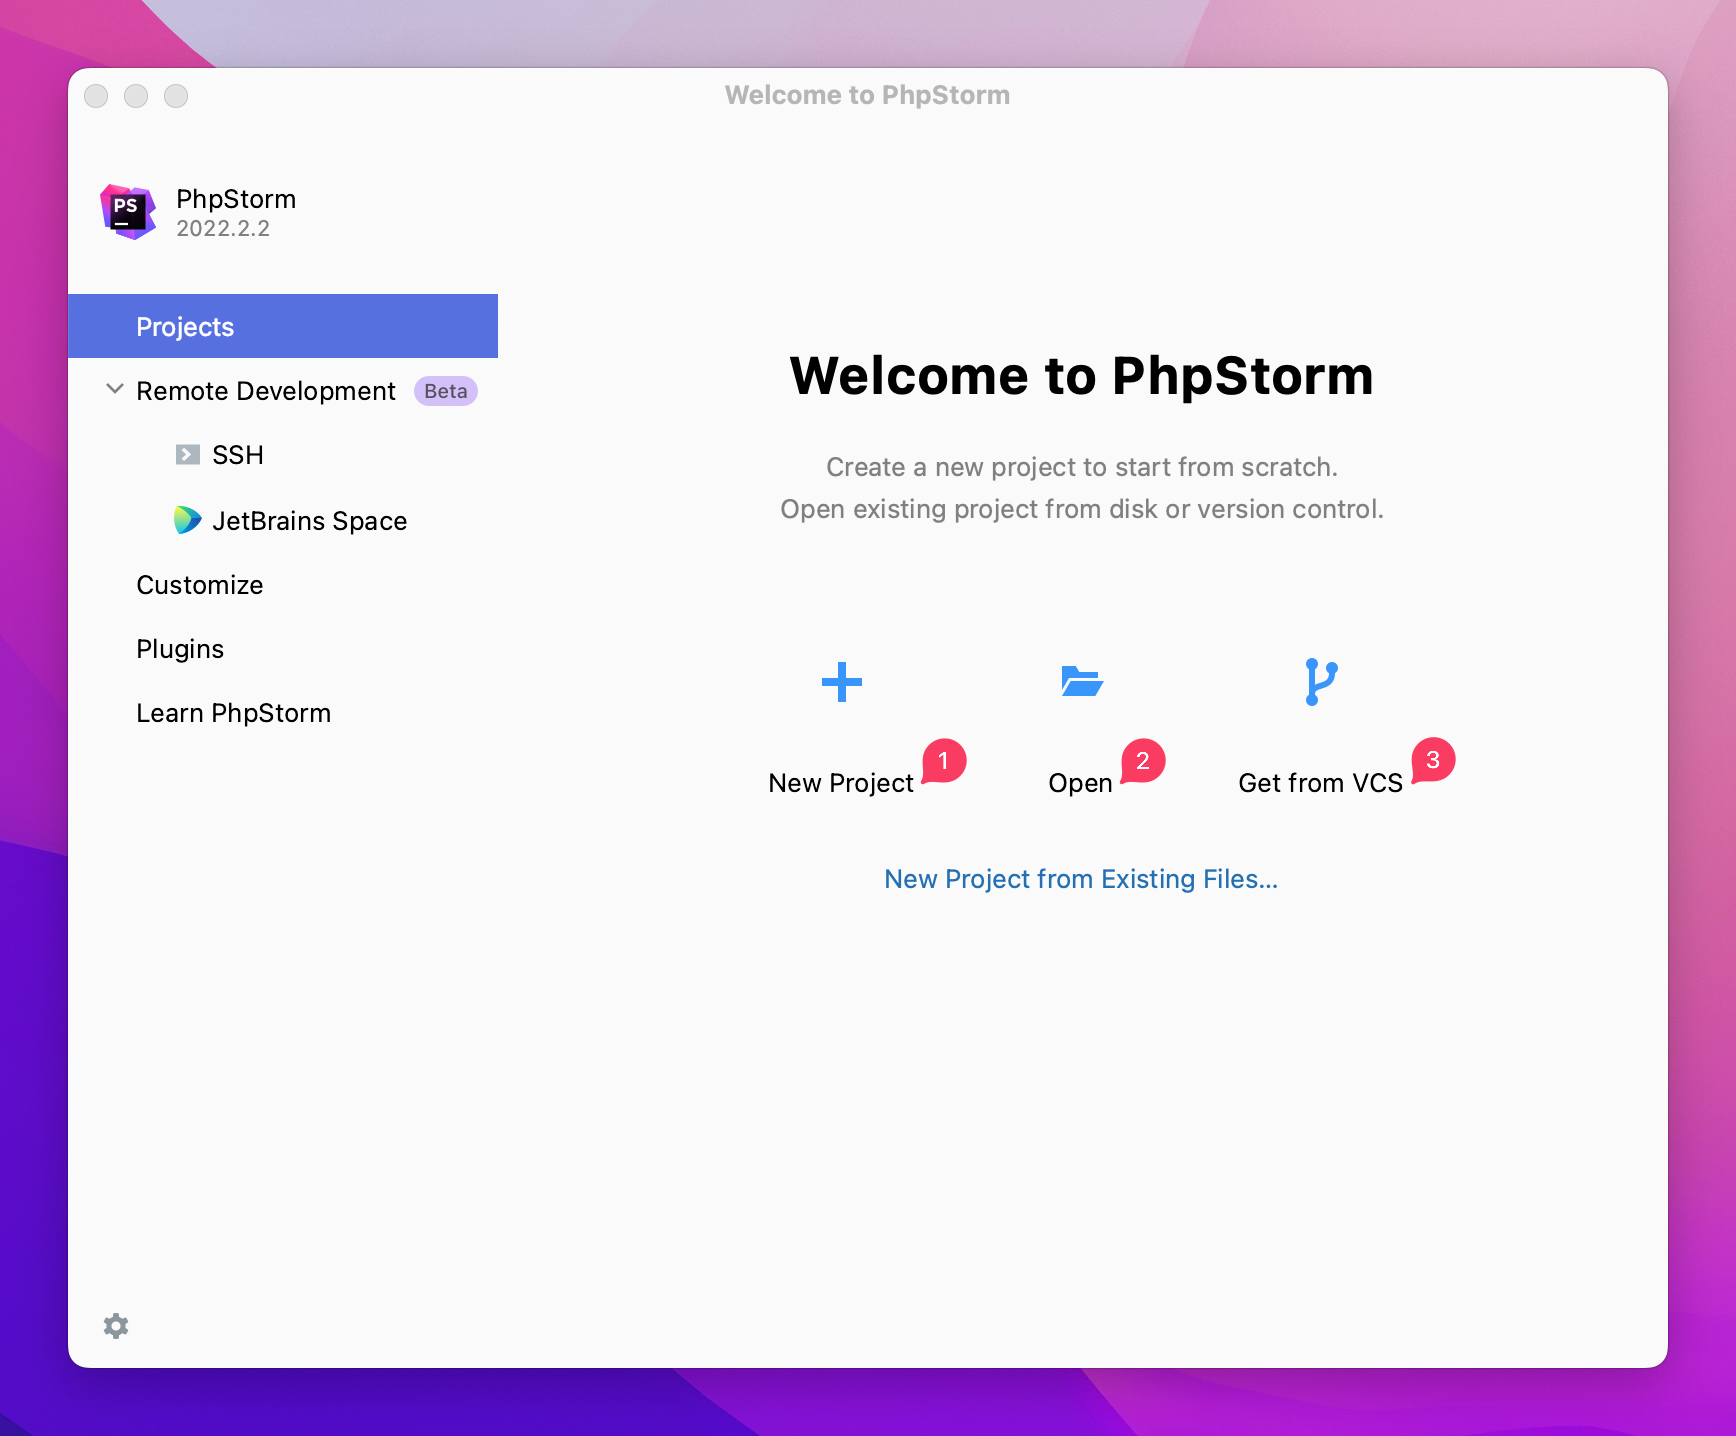 Welcome to PhpStorm
PS
PhpStorm
2022.2.2
Projects
Remote Development Beta
SSH
JetBrains Space
Customize
Plugins
Learn PhpStorm
Welcome to PhpStorm
Create a new project to start from scratch.
Open existing project from disk or version control.
New Project 1
Open 2
Get from VCS 3
New Project from Existing Files...